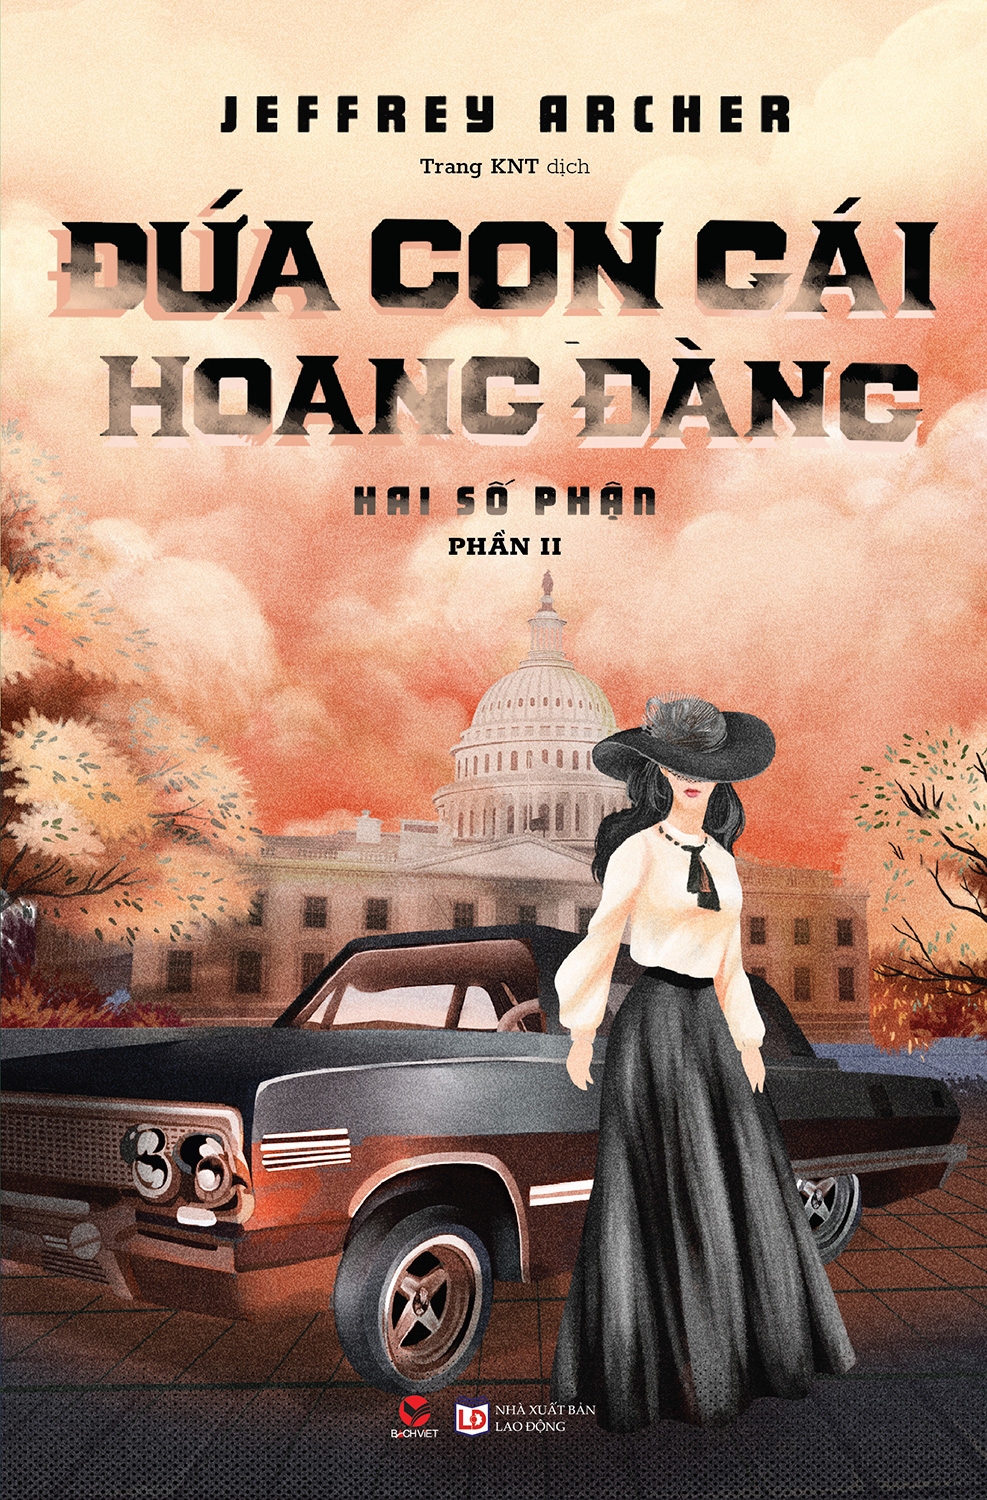 JEFFREY ARCHER
Trang KNT dịch
ĐỨA CON GÁI
HOANG ĐÀNG
HAI SỐ PHẬN
PHẦN II
BACHVIET
LĐ
NHÀ XUẤT BẢN
LAO ĐỘNG